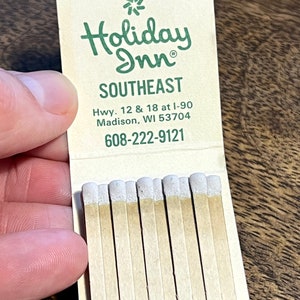 Holiday
Inn®
SOUTHEAST
Hwy. 12 & 18 at I-90
Madison, WI 53704
608-222-9121